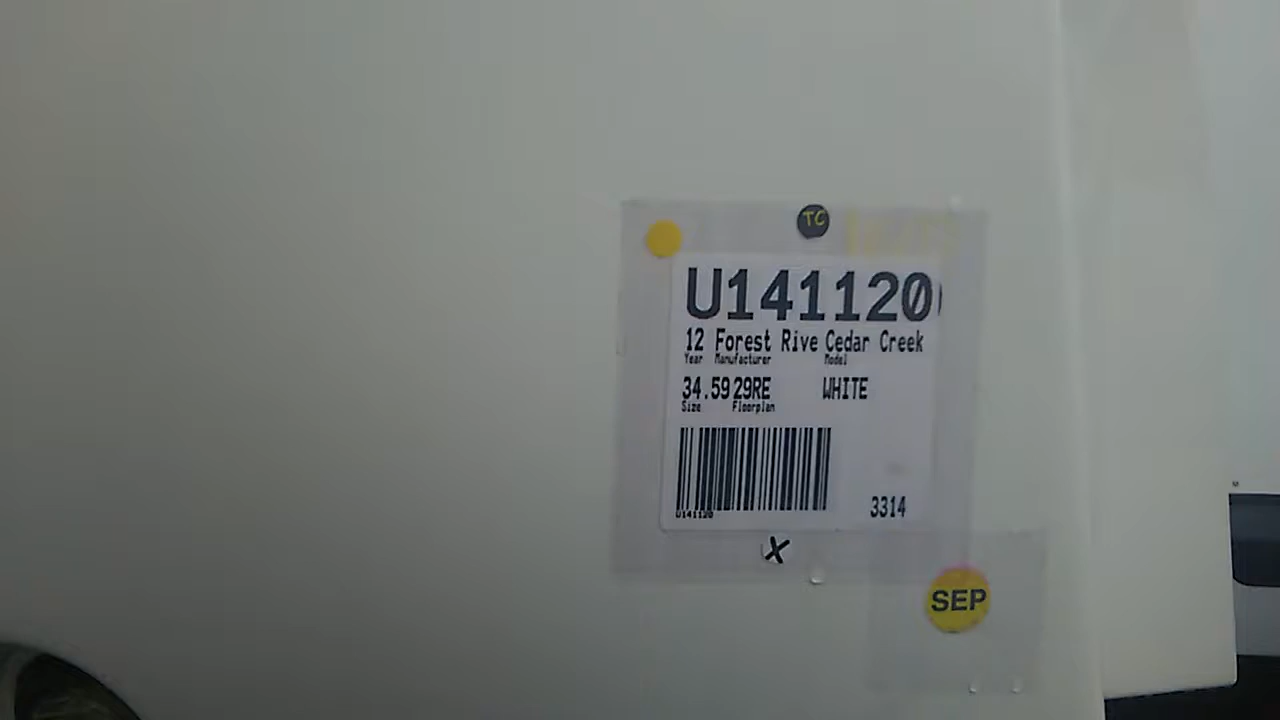 TC
U141120
12 Forest Rive Cedar Creek
Year Manufacturer Model
34.59 29RE WHITE
Size Floorplan
U141120
3314
X
SEP